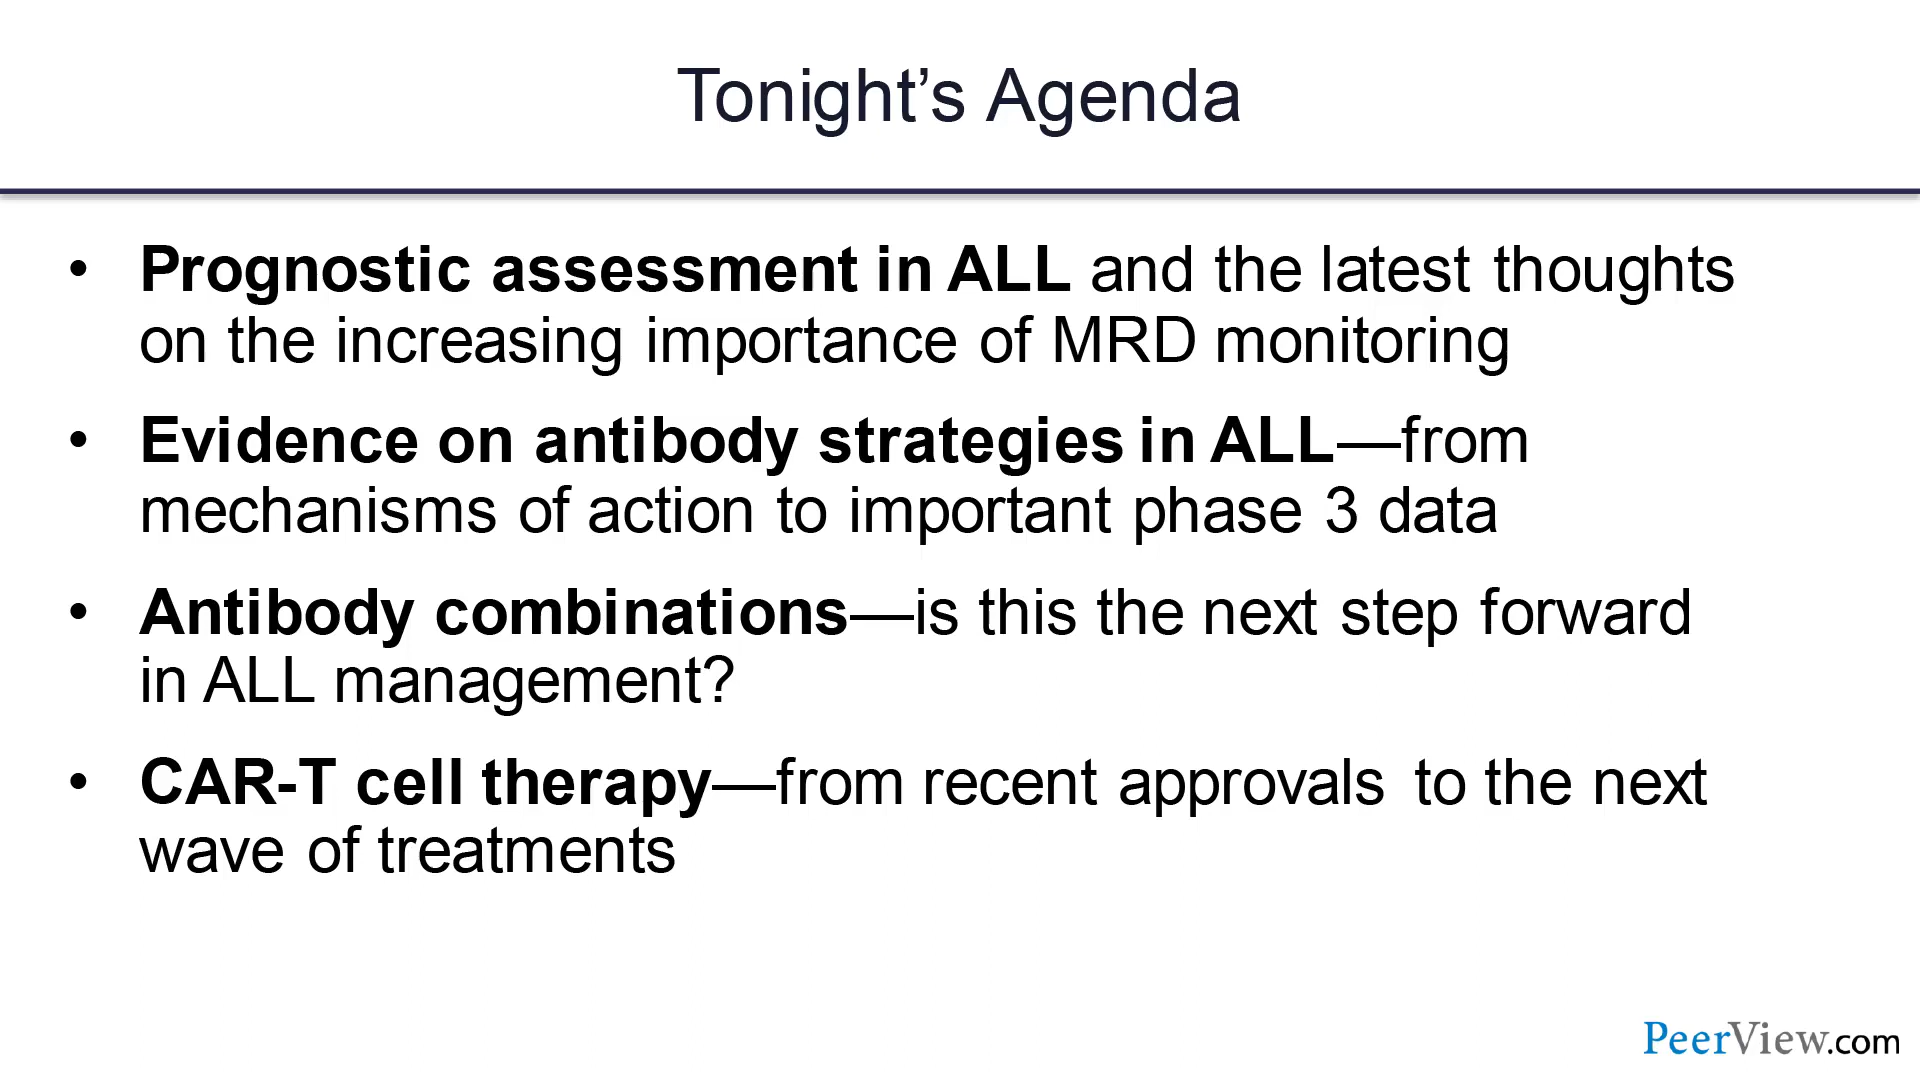 Tonight’s Agenda
• Prognostic assessment in ALL and the latest thoughts
on the increasing importance of MRD monitoring
• Evidence on antibody strategies in ALL—from
mechanisms of action to important phase 3 data
• Antibody combinations—is this the next step forward
in ALL management?
• CAR-T cell therapy—from recent approvals to the next
wave of treatments
PeerView.com